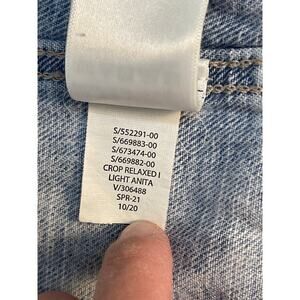 S/552291-00
S/669883-00
S/673474-00
S/669882-00
CROP RELAXED I
LIGHT ANITA
V/306488
SPR-21
10/20